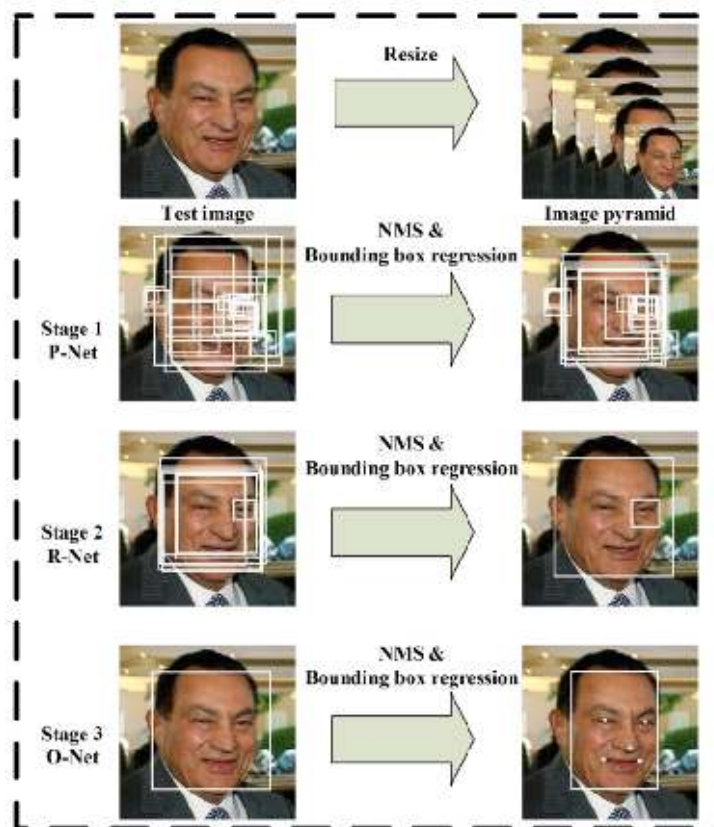 Resize
Test image
Image pyramid
NMS &
Bounding box regression
Stage 1
P-Net
NMS &
Bounding box regression
Stage 2
R-Net
NMS &
Bounding box regression
Stage 3
O-Net